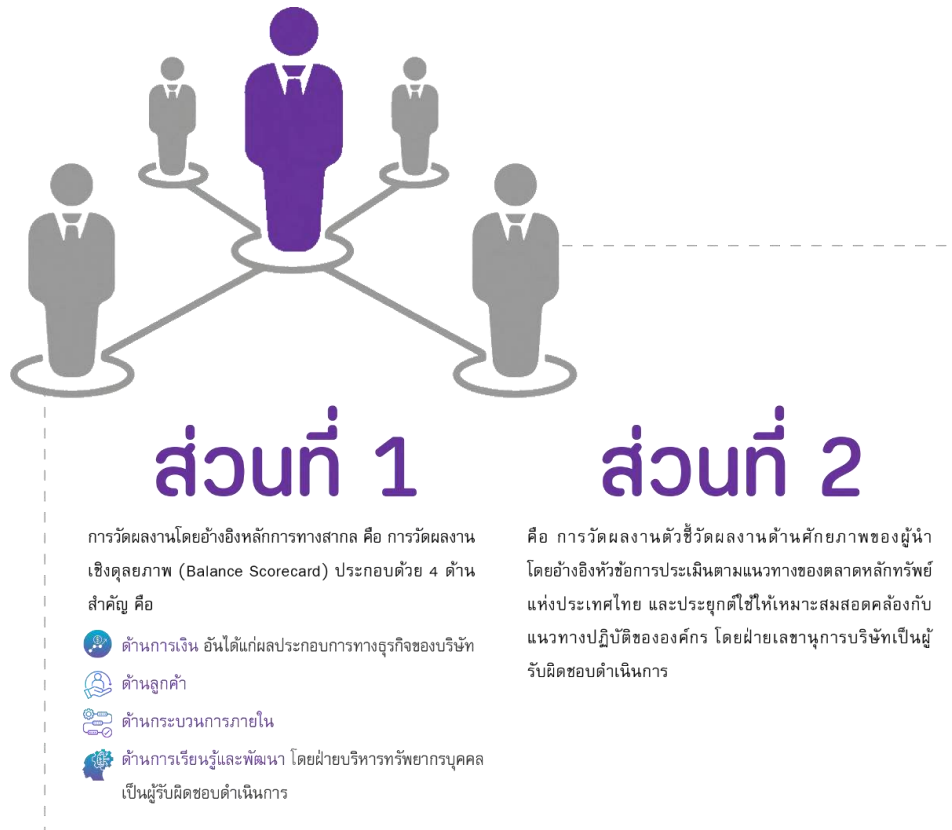 ส่วนที่ 1
การวัดผลงานโดยอ้างอิงหลักการทางสากล คือ การวัดผลงาน
เชิงดุลยภาพ (Balance Scorecard) ประกอบด้วย 4 ด้าน
สำคัญ คือ
ด้านการเงิน อันได้แก่ผลประกอบการทางธุรกิจของบริษัท
ด้านลูกค้า
ด้านกระบวนการภายใน
ด้านการเรียนรู้และพัฒนา โดยฝ่ายบริหารทรัพยากรบุคคล
เป็นผู้รับผิดชอบดำเนินการ
ส่วนที่ 2
คือ การวัดผลงานตัวชี้วัดผลงานด้านศักยภาพของผู้นำ
โดยอ้างอิงหัวข้อการประเมินตามแนวทางของตลาดหลักทรัพย์
แห่งประเทศไทย และประยุกต์ใช้ให้เหมาะสมสอดคล้องกับ
แนวทางปฏิบัติขององค์กร โดยฝ่ายเลขานุการบริษัทเป็นผู้
รับผิดชอบดำเนินการ